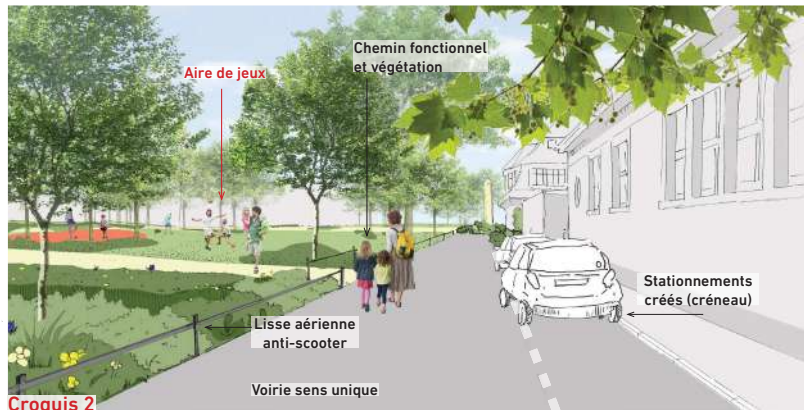 Chemin fonctionnel
et végétation
Aire de jeux
Stationnements
créés (créneau)
Lisse aérienne
anti-scooter
Voirie sens unique
Croquis 2